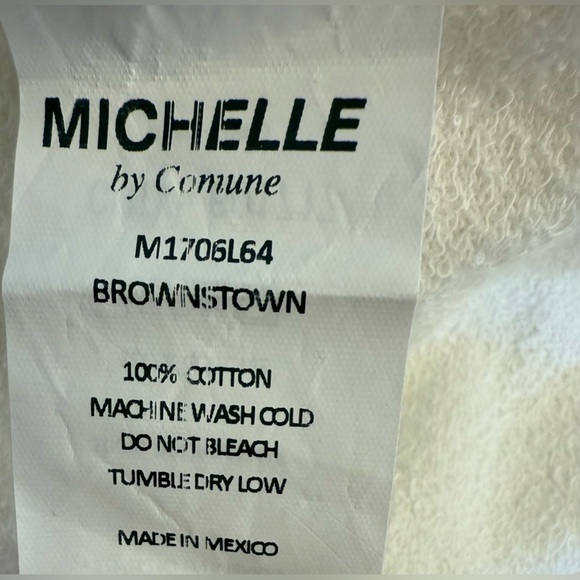 MICHELLE
by Comune
M1706L64
BROWNSTOWN
100% COTTON
MACHINE WASH COLD
DO NOT BLEACH
TUMBLE DRY LOW
MADE IN MEXICO